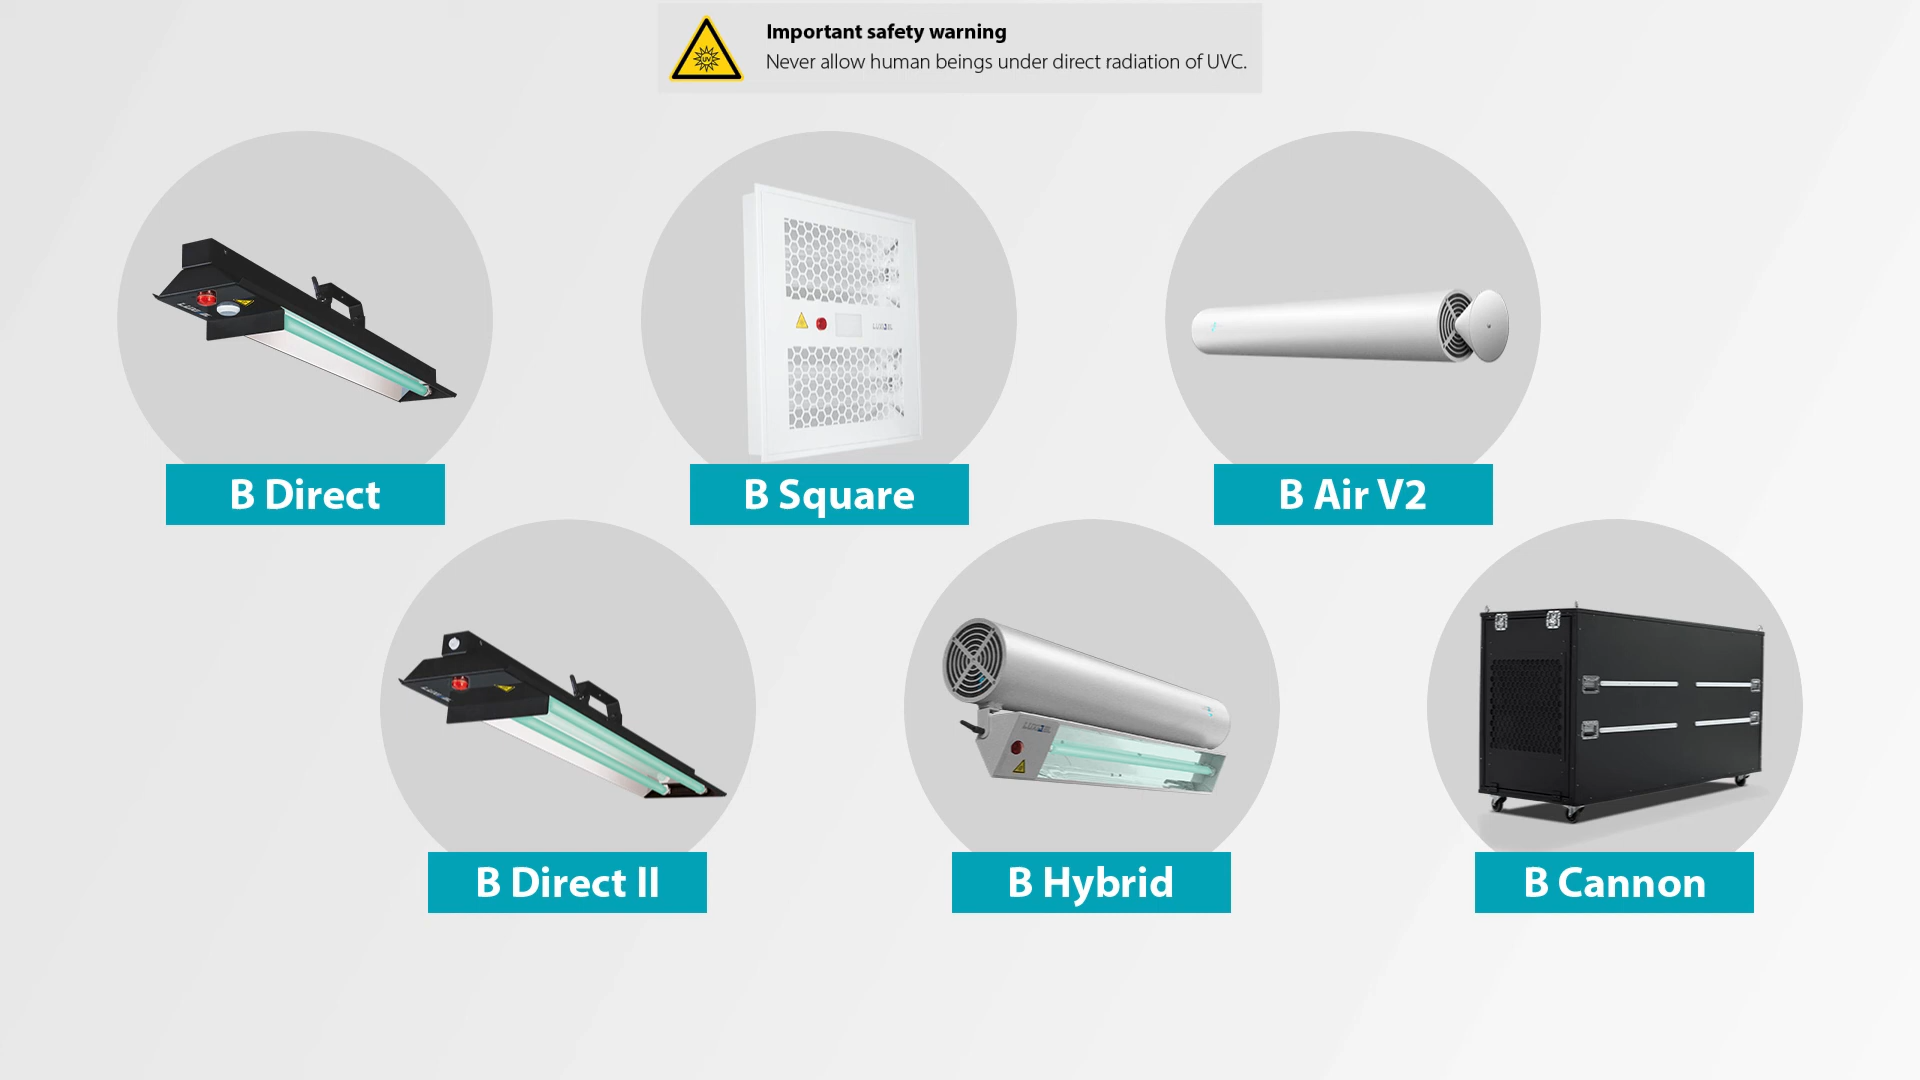 Important safety warning
Never allow human beings under direct radiation of UVC.
B Direct
B Square
B Air V2
B Direct II
B Hybrid
B Cannon